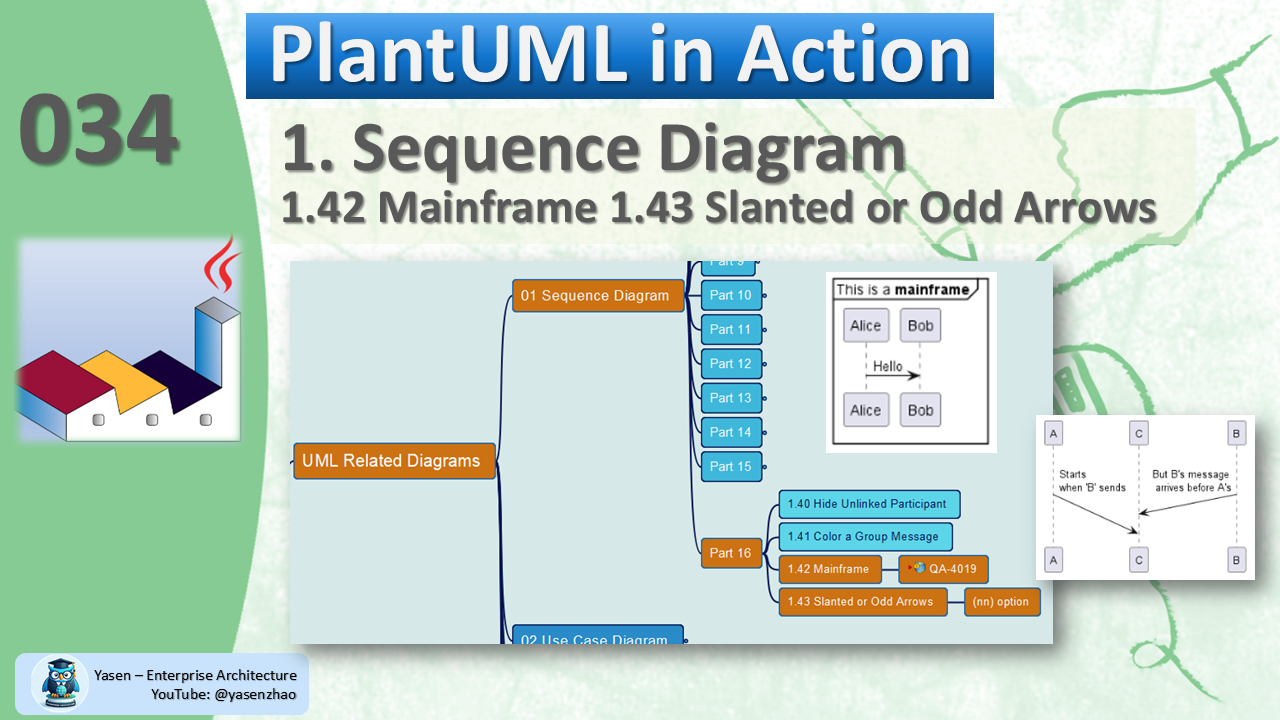 PlantUML in Action
034
1. Sequence Diagram
1.42 Mainframe 1.43 Slanted or Odd Arrows
Part 9
01 Sequence Diagram
Part 10
Part 11
Part 12
Part 13
Part 14
Part 15
UML Related Diagrams
1.40 Hide Unlinked Participant
1.41 Color a Group Message
Part 16
1.42 Mainframe
QA-4019
1.43 Slanted or Odd Arrows
(nn) option
02 Use Case Diagram
This is a mainframe
Alice Bob
Hello
Alice Bob
A C B
Starts
when 'B' sends
But B's message
arrives before A's
A C B
Yasen – Enterprise Architecture
YouTube: @yasenzhao